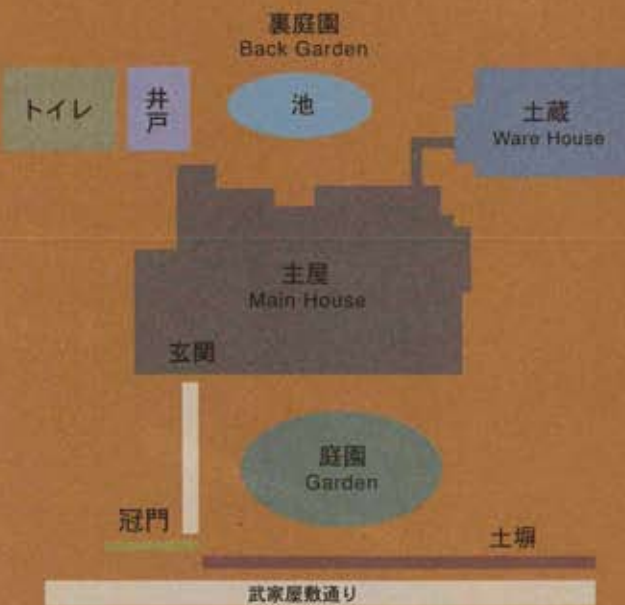 裏庭園
Back Garden
トイレ
井戸
池
土蔵
Ware House
主屋
Main House
玄関
庭園
Garden
冠門
土塀
武家屋敷通り